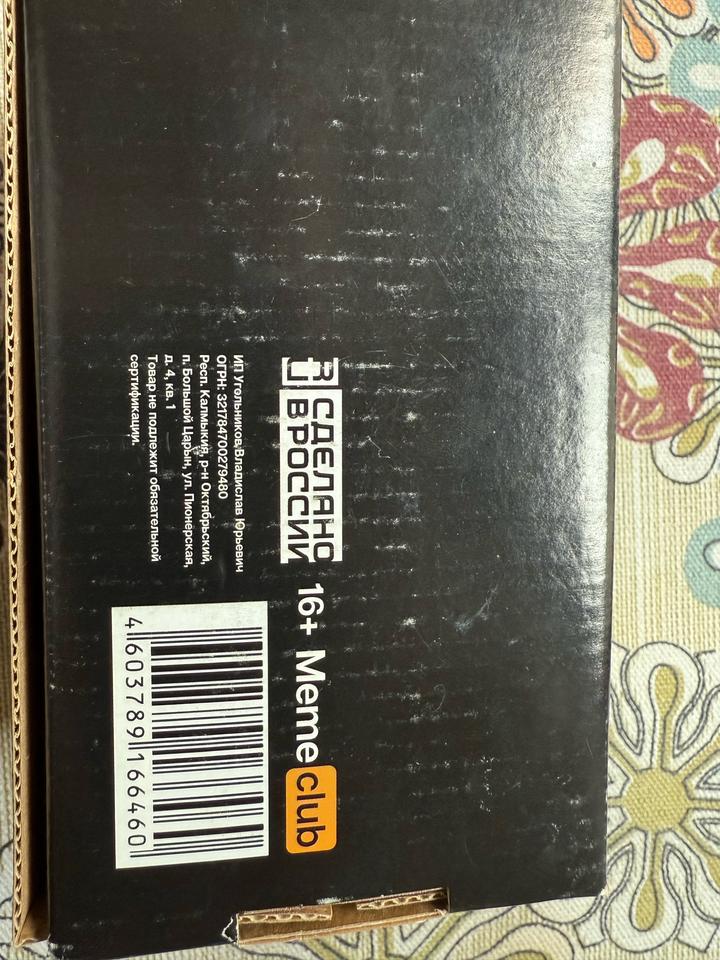 СДЕЛАНО
В РОССИИ
16+ Meme club
ИП Угольников Владислав Юрьевич
ОГРН: 321784700279480
Респ. Калмыкия, р-н Октябрьский,
п. Большой Царын, ул. Пионерская,
д. 4, кв. 1
Товар не подлежит обязательной
сертификации.
4 603789 166460